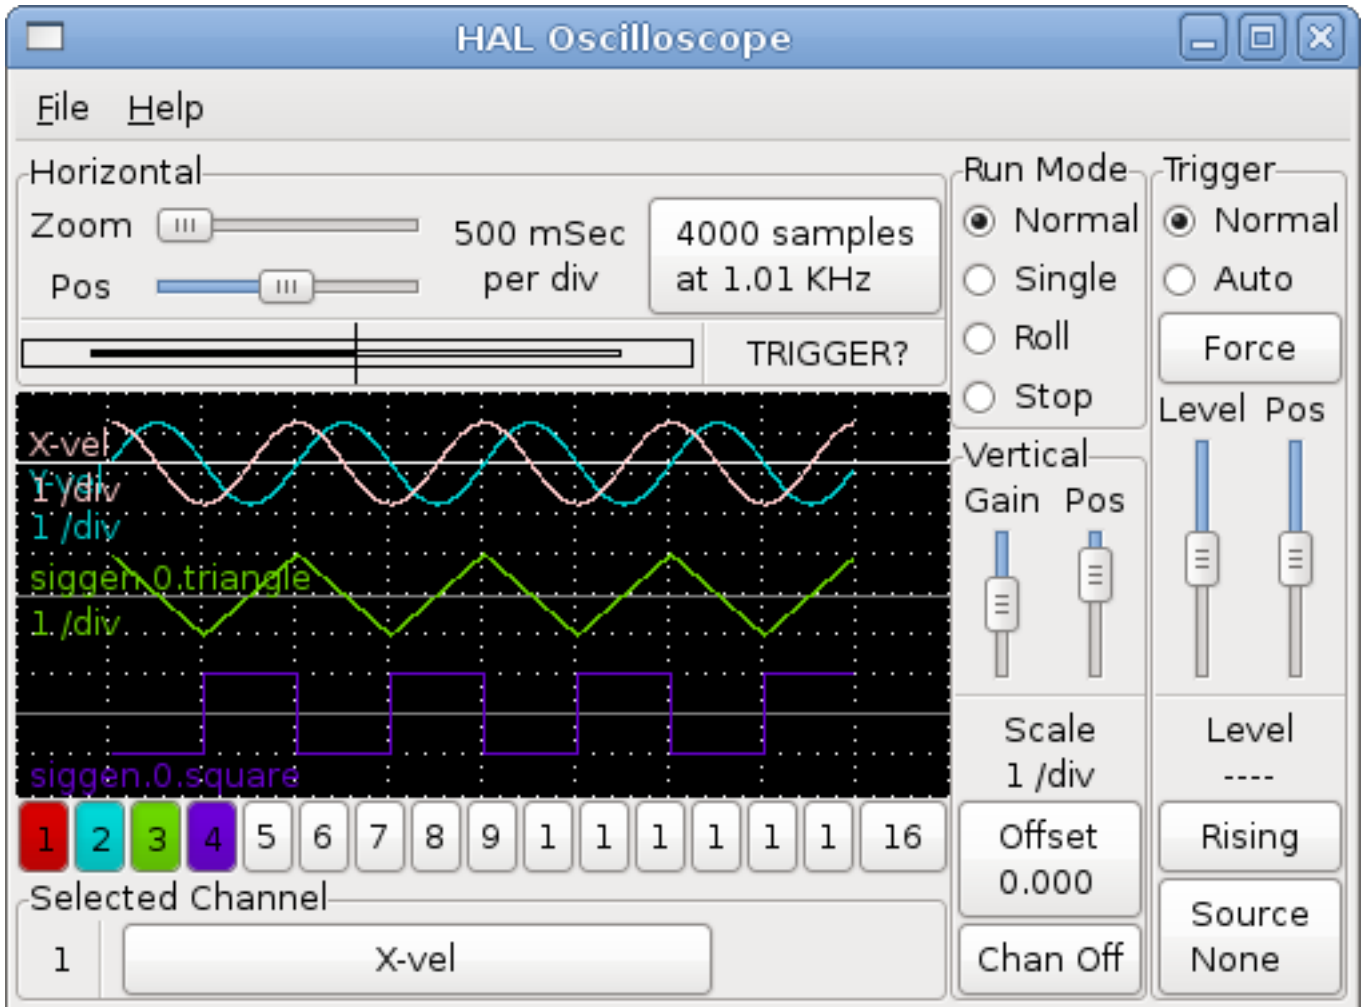 HAL Oscilloscope
File Help
Horizontal
Zoom
Pos
500 mSec
per div
4000 samples
at 1.01 KHz
TRIGGER?
Run Mode
Normal
Single
Roll
Stop
Trigger
Normal
Auto
Force
Level Pos
Vertical
Gain Pos
X-vel
Y-vel
1 /div
1 /div
siggen.0.triangle
1 /div
siggen.0.square
Scale
1 /div
Offset
0.000
Chan Off
Level
----
Rising
Source
None
1 2 3 4 5 6 7 8 9 1 1 1 1 1 1 16
Selected Channel
1 X-vel